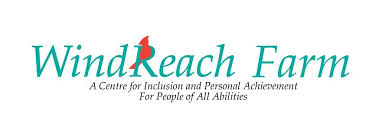 WindReach Farm
A Centre for Inclusion and Personal Achievement
For People of All Abilities